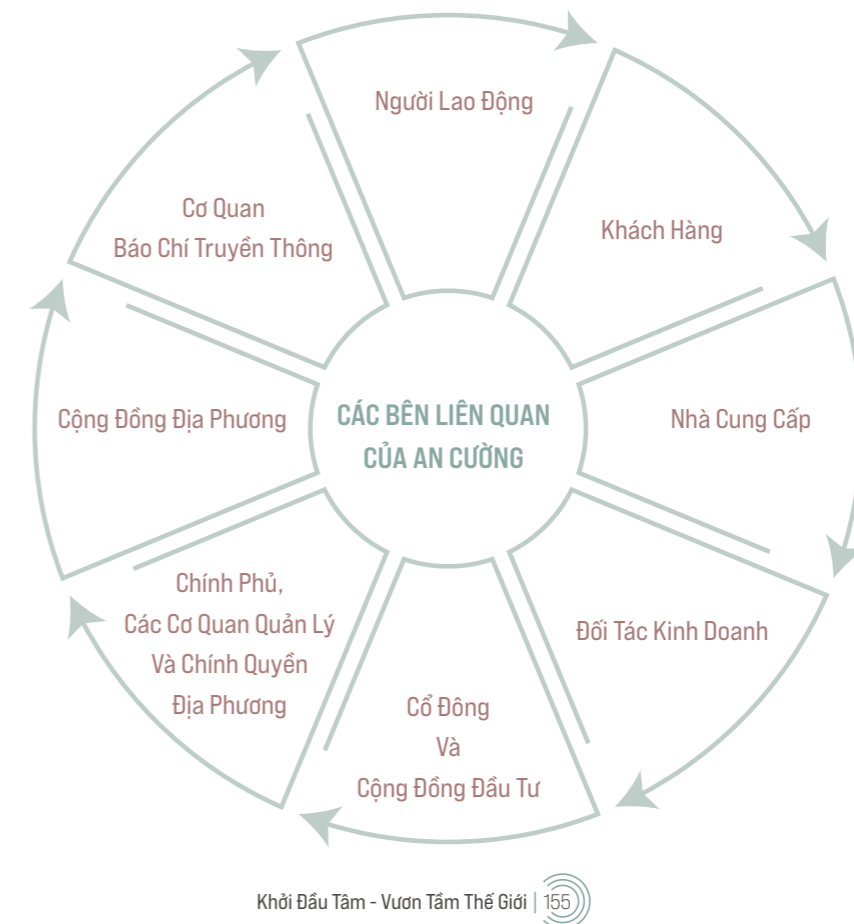 Người Lao Động
Khách Hàng
Nhà Cung Cấp
Đối Tác Kinh Doanh
Cổ Đông
Và
Cộng Đồng Đầu Tư
Chính Phủ,
Các Cơ Quan Quản Lý
Và Chính Quyền
Địa Phương
Cộng Đồng Địa Phương
Cơ Quan
Báo Chí Truyền Thông
CÁC BÊN LIÊN QUAN
CỦA AN CƯỜNG
Khởi Đầu Tâm - Vươn Tầm Thế Giới | 155